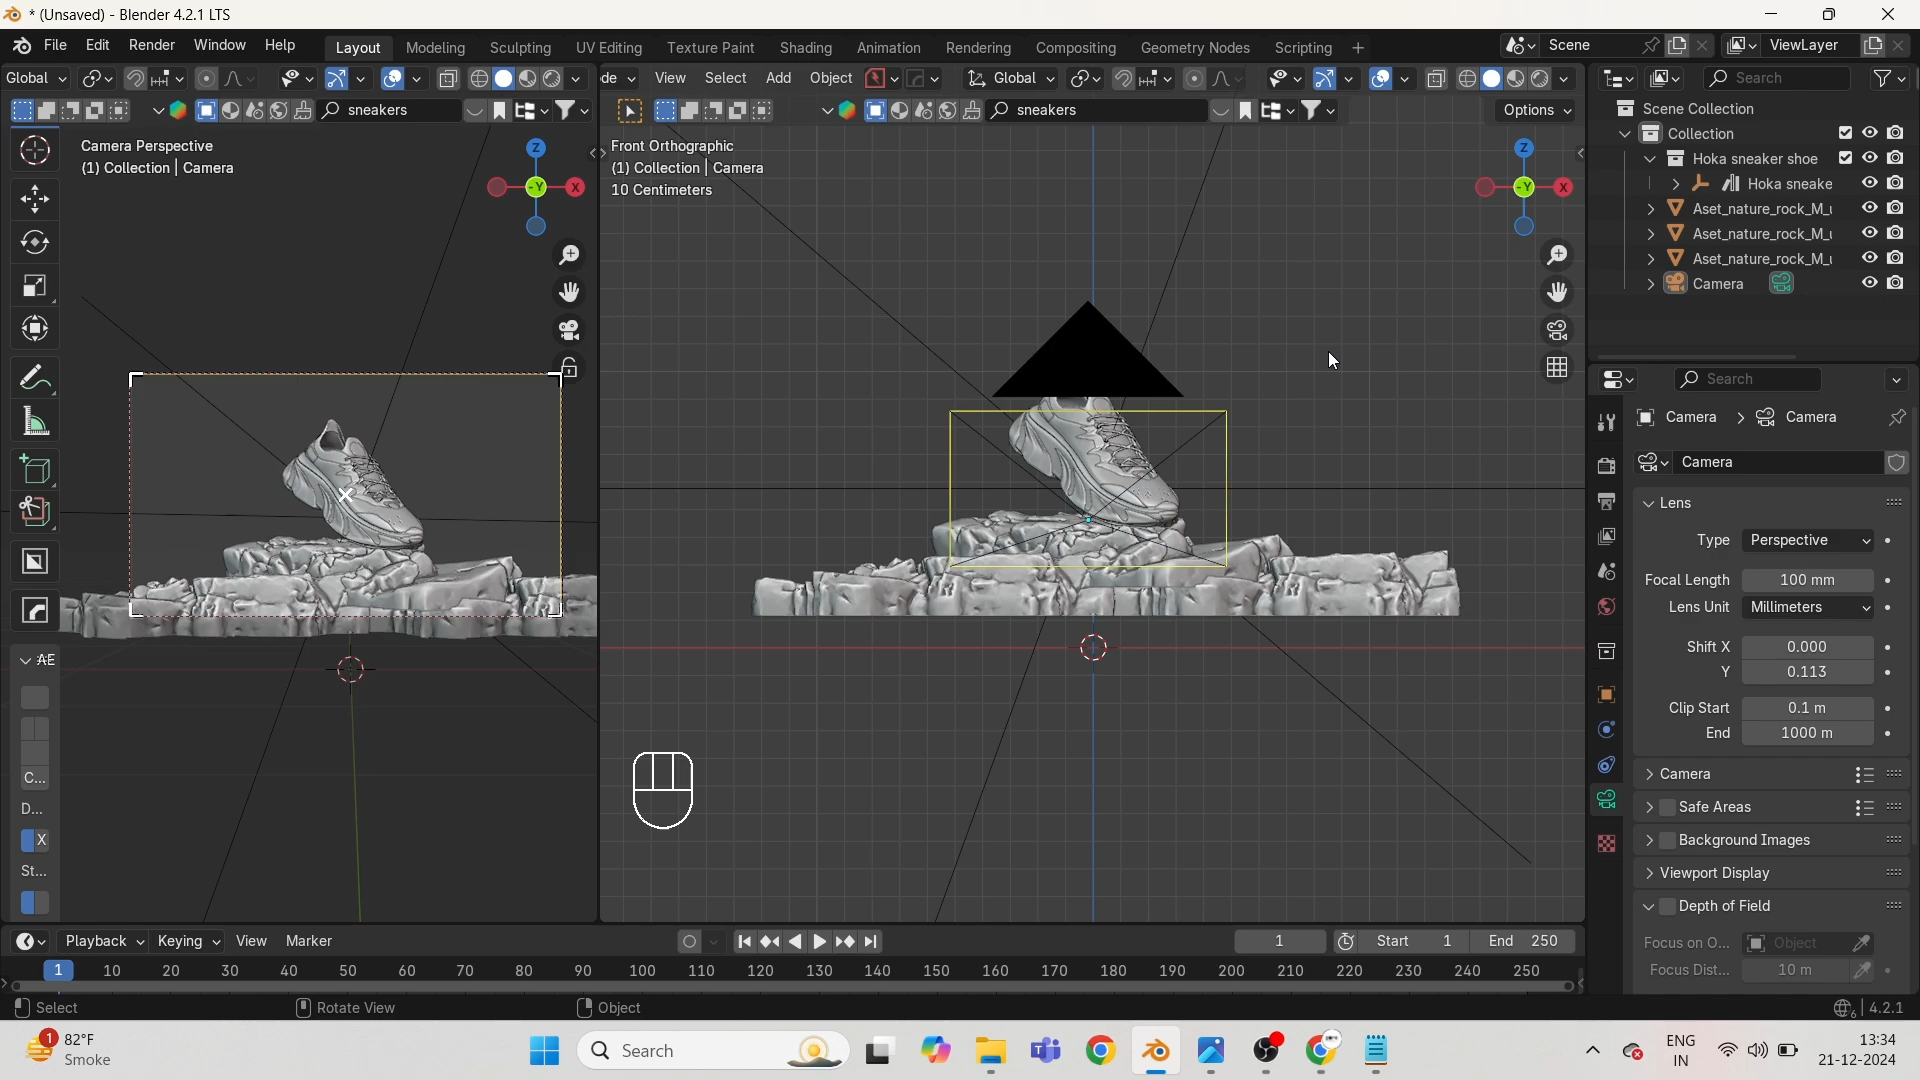 * (Unsaved) - Blender 4.2.1 LTS
File Edit Render Window Help Layout Modeling Sculpting UV Editing Texture Paint Shading Animation Rendering Compositing Geometry Nodes Scripting + Scene ViewLayer
Global de View Select Add Object Global Search
sneakers sneakers Options
Camera Perspective
(1) Collection | Camera
Z
-Y
X
Front Orthographic
(1) Collection | Camera
10 Centimeters
Z
-Y
X
Scene Collection
Collection
Hoka sneaker shoe
Hoka sneake
Aset_nature_rock_M_
Aset_nature_rock_M_
Aset_nature_rock_M_
Camera
Search
Camera > Camera
Camera
Lens
Type Perspective
Focal Length 100 mm
Lens Unit Millimeters
Shift X 0.000
Y 0.113
Clip Start 0.1 m
End 1000 m
Camera
Safe Areas
Background Images
Viewport Display
Depth of Field
Focus on O... Object
Focus Dist... 10 m
C...
D...
X
St...
Playback Keying View Marker 1 Start 1 End 250
1 10 20 30 40 50 60 70 80 90 100 110 120 130 140 150 160 170 180 190 200 210 220 230 240 250
Select Rotate View Object 4.2.1
1 82°F
Smoke
Search
ENG
IN
13:34
21-12-2024